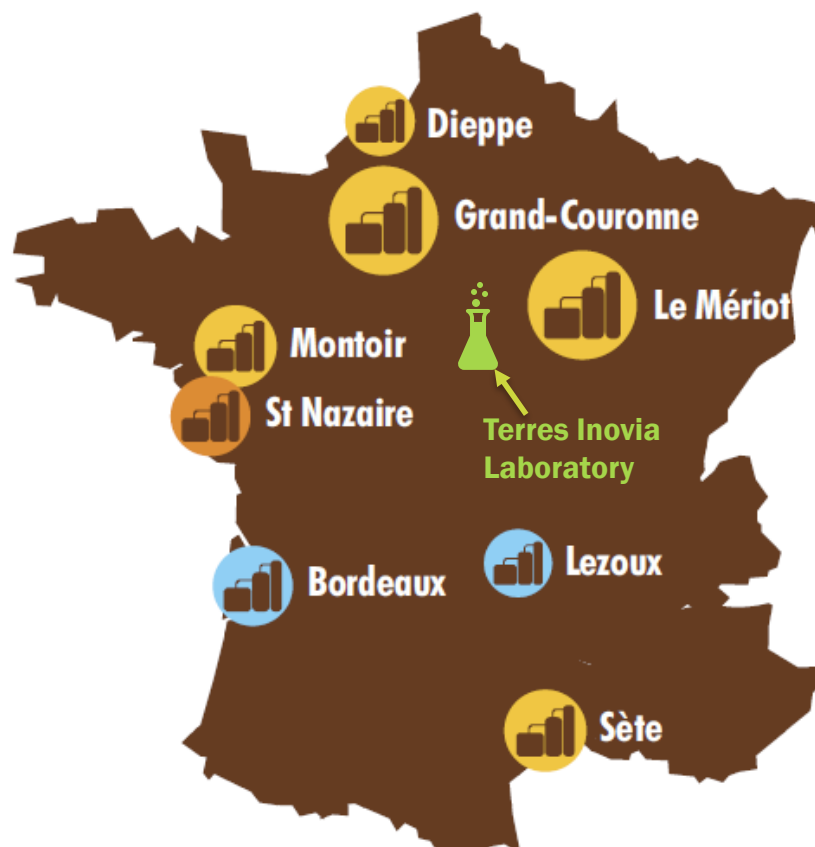 Dieppe
Grand-Couronne
Le Mériot
Montoir
St Nazaire
Terres Inovia
Laboratory
Lezoux
Bordeaux
Sète